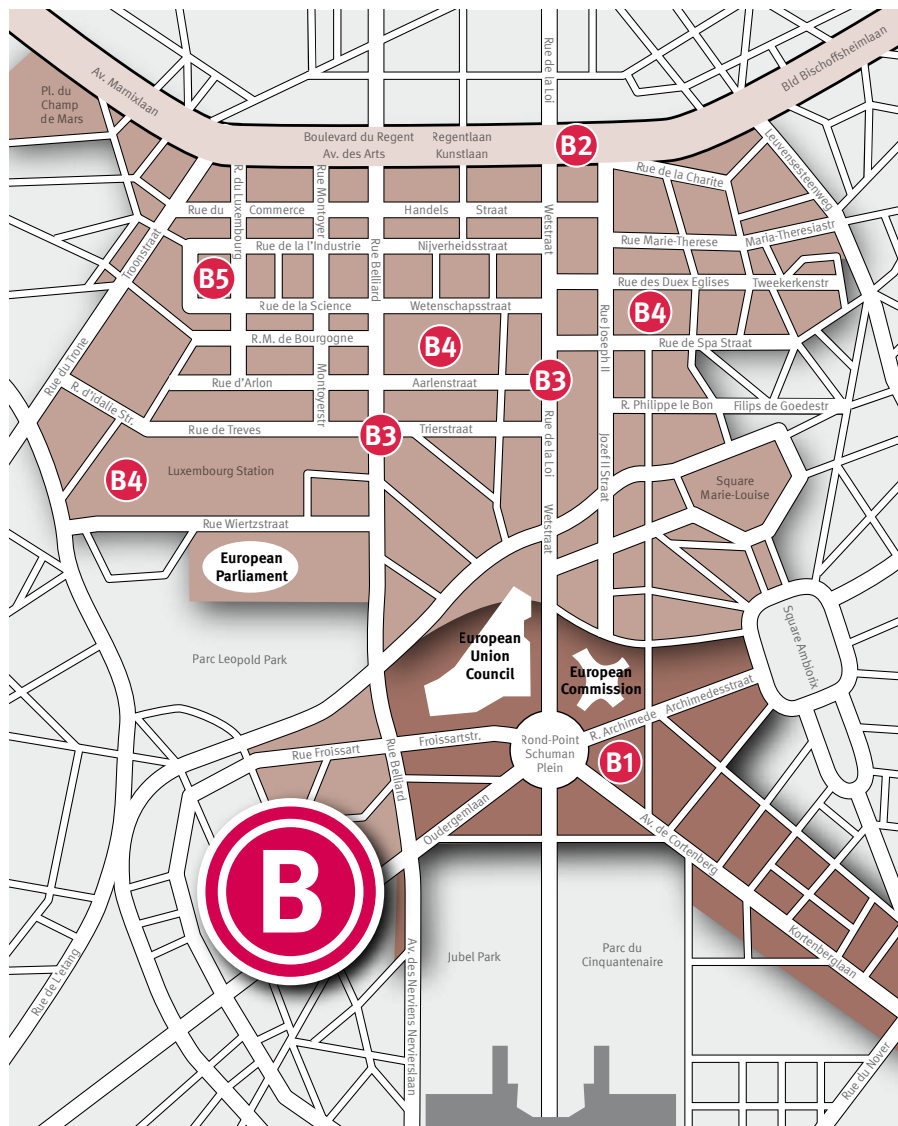 Rue de
la Loi
Bld Bischoffsheimlaan
Av. Marnixlaan
Pl. du
Champ
de Mars
Boulevard du Regent
Regentlaan
Av. des Arts
Kunstlaan
B2
Leuvensesteenweg
Rue de la Charite
R. du Luxembourg
Rue Montoyer
Rue du Commerce
Handels Straat
Wetstraat
Rue de la l'Industrie
Nijverheidsstraat
Rue Marie-Therese
Maria-Theresiastr
Troonstraat
Rue Belliard
B5
Rue des Duex Eglises
Tweekerkenstr
Rue de la Science
Wetenschapsstraat
B4
Rue Joseph II
R.M. de Bourgogne
B4
Rue de Spa Straat
Rue du Trone
Rue d'Arlon
Montoyerstr
Aarlenstraat
B3
R. d'idalie Str.
R. Philippe le Bon
Filips de Goedestr
Rue de Treves
B3
Trierstraat
Rue de la Loi
Jozef II Straat
B4
Luxembourg Station
Square
Marie-Louise
Rue Wiertzstraat
Wetstraat
European
Parliament
Square Ambiorix
Parc Leopold Park
European
Union
Council
European
Commission
R. Archimede
Archimedesstraat
Rue Froissart
Froissartstr.
Rue Belliard
Rond-Point
Schuman
Plein
B1
Oudergemlaan
Av. de Cortenberg
B
Kortenberglaan
Jubel Park
Parc du
Cinquantenaire
Rue de L'etang
Av. des Nerviens Nervierslaan
Rue du Nover